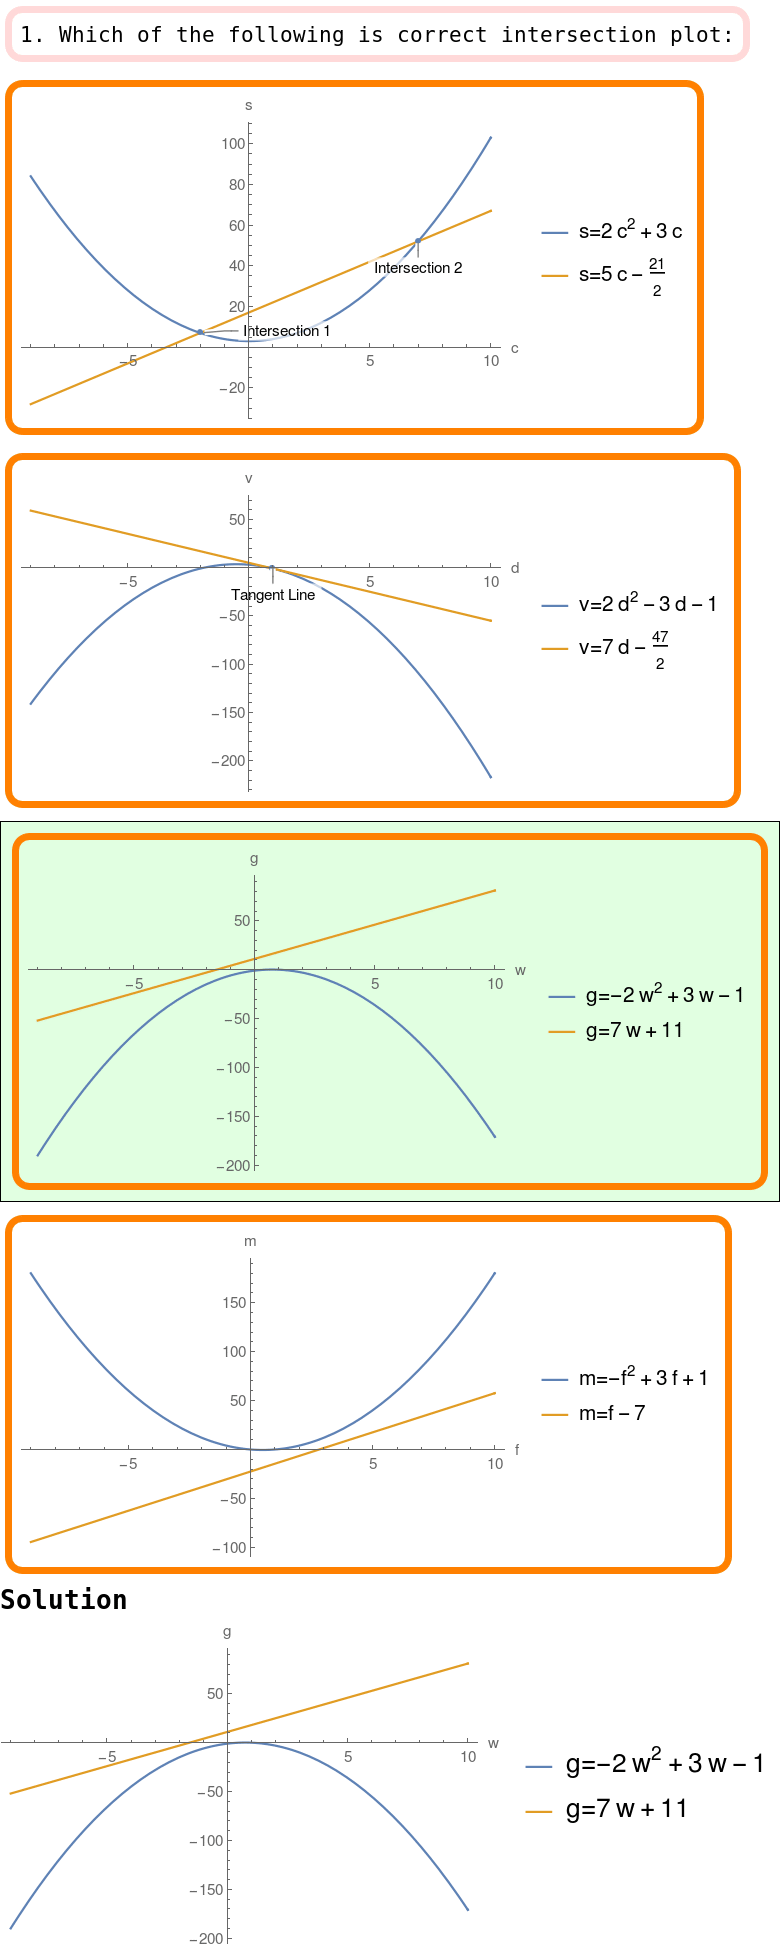 1. Which of the following is correct intersection plot:
s
100
80
60
40
20
−20
−5
5
10
c
Intersection 2
Intersection 1
s=2 c² + 3 c
s=5 c − 21/2
v
50
−50
−100
−150
−200
−5
5
10
d
Tangent Line
v=2 d² − 3 d − 1
v=7 d − 47/2
g
50
−50
−100
−150
−200
−5
5
10
w
g=−2 w² + 3 w − 1
g=7 w + 11
m
150
100
50
−50
−100
−5
5
10
f
m=−f² + 3 f + 1
m=f − 7
Solution
g
50
−50
−100
−150
−200
−5
5
10
w
g=−2 w² + 3 w − 1
g=7 w + 11